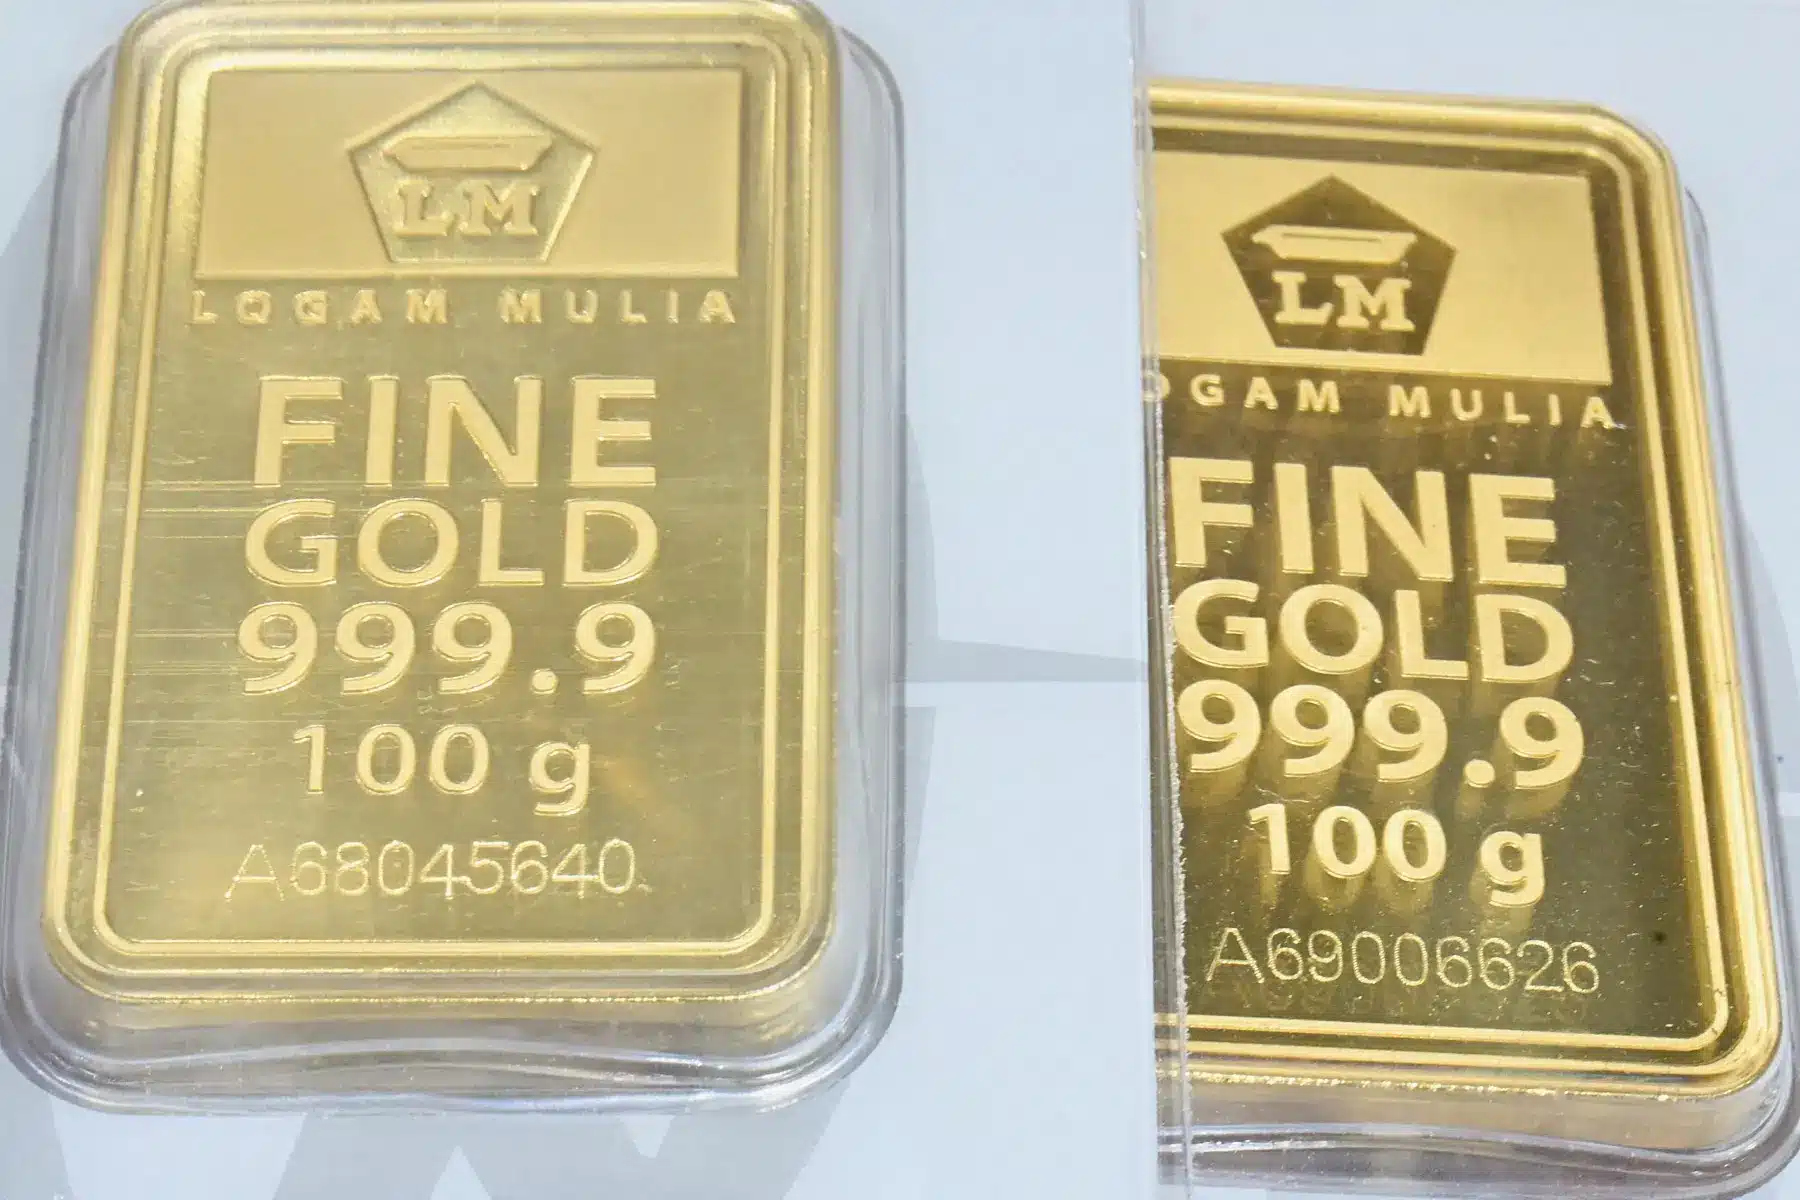 LM
LOGAM MULIA
FINE
GOLD
999.9
100 g
A68045640
LM
OGAM MULIA
FINE
GOLD
999.9
100 g
A69006626